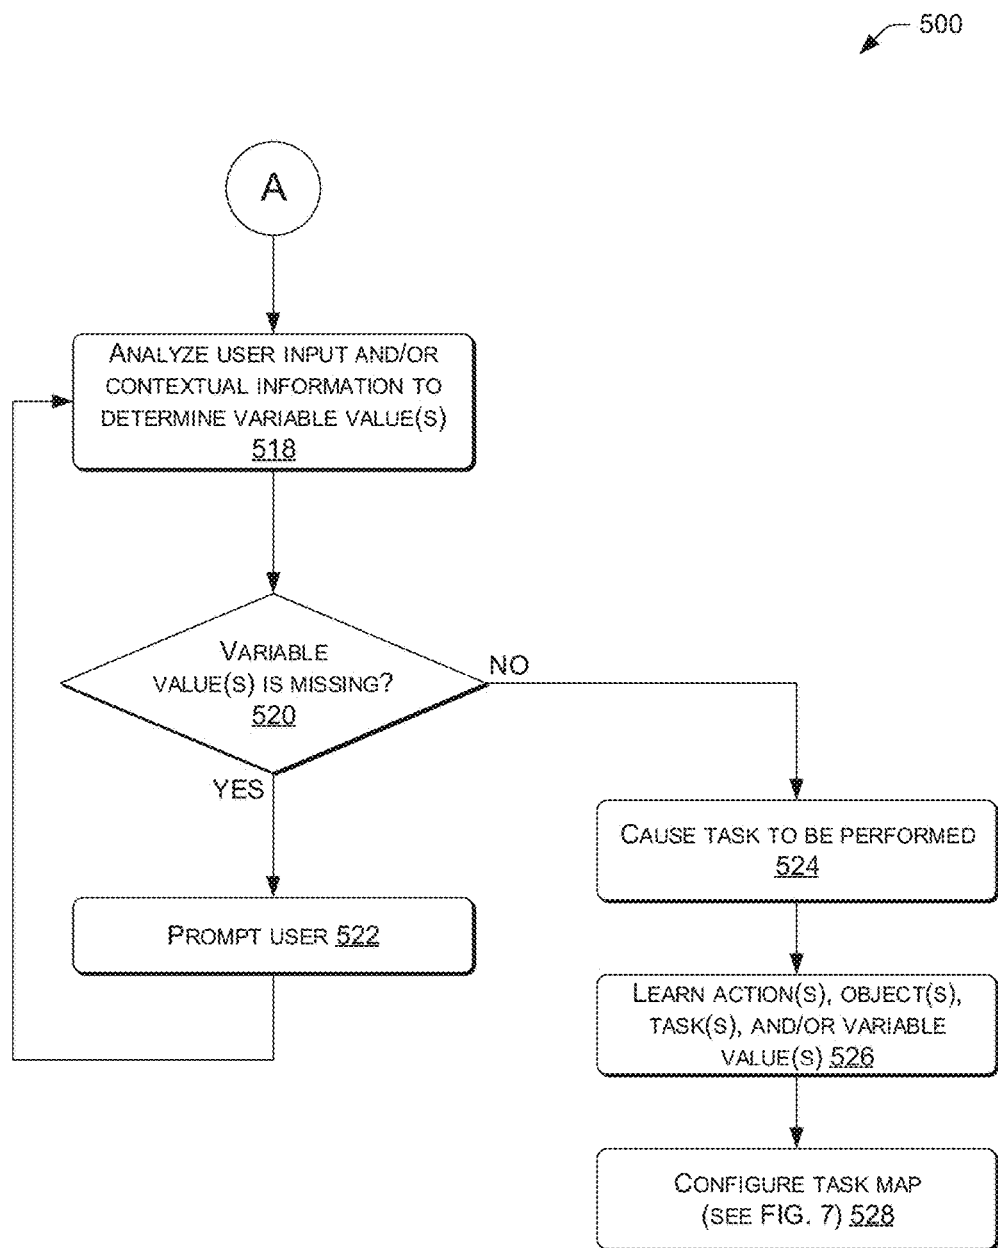 500
A
ANALYZE USER INPUT AND/OR
CONTEXTUAL INFORMATION TO
DETERMINE VARIABLE VALUE(S)
518
VARIABLE
VALUE(S) IS MISSING?
520
NO
YES
PROMPT USER 522
CAUSE TASK TO BE PERFORMED
524
LEARN ACTION(S), OBJECT(S),
TASK(S), AND/OR VARIABLE
VALUE(S) 526
CONFIGURE TASK MAP
(SEE FIG. 7) 528